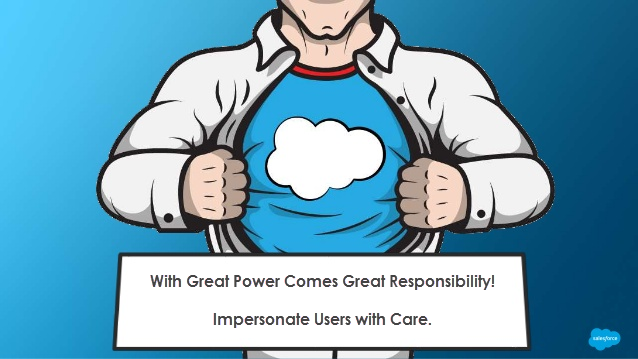 With Great Power Comes Great Responsibility!
Impersonate Users with Care.
salesforce